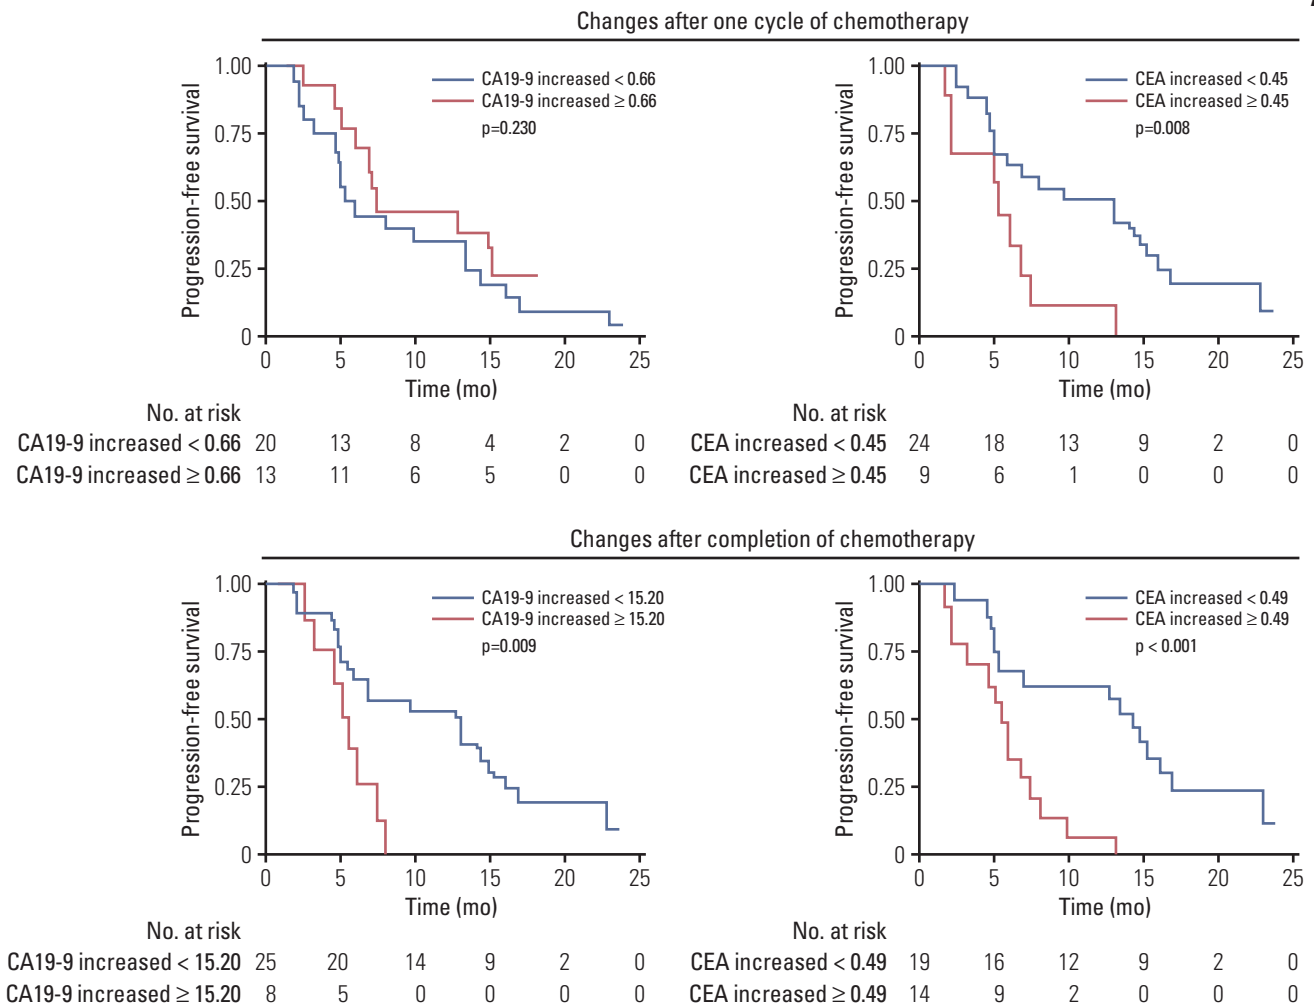 Changes after one cycle of chemotherapy
Progression-free survival
1.00
0.75
0.50
0.25
0
CA19-9 increased < 0.66
CA19-9 increased ≥ 0.66
p=0.230
0 5 10 15 20 25
Time (mo)
No. at risk
CA19-9 increased < 0.66 20 13 8 4 2 0
CA19-9 increased ≥ 0.66 13 11 6 5 0 0
Progression-free survival
1.00
0.75
0.50
0.25
0
CEA increased < 0.45
CEA increased ≥ 0.45
p=0.008
0 5 10 15 20 25
Time (mo)
No. at risk
CEA increased < 0.45 24 18 13 9 2 0
CEA increased ≥ 0.45 9 6 1 0 0 0
Changes after completion of chemotherapy
Progression-free survival
1.00
0.75
0.50
0.25
0
CA19-9 increased < 15.20
CA19-9 increased ≥ 15.20
p=0.009
0 5 10 15 20 25
Time (mo)
No. at risk
CA19-9 increased < 15.20 25 20 14 9 2 0
CA19-9 increased ≥ 15.20 8 5 0 0 0 0
Progression-free survival
1.00
0.75
0.50
0.25
0
CEA increased < 0.49
CEA increased ≥ 0.49
p < 0.001
0 5 10 15 20 25
Time (mo)
No. at risk
CEA increased < 0.49 19 16 12 9 2 0
CEA increased ≥ 0.49 14 9 2 0 0 0